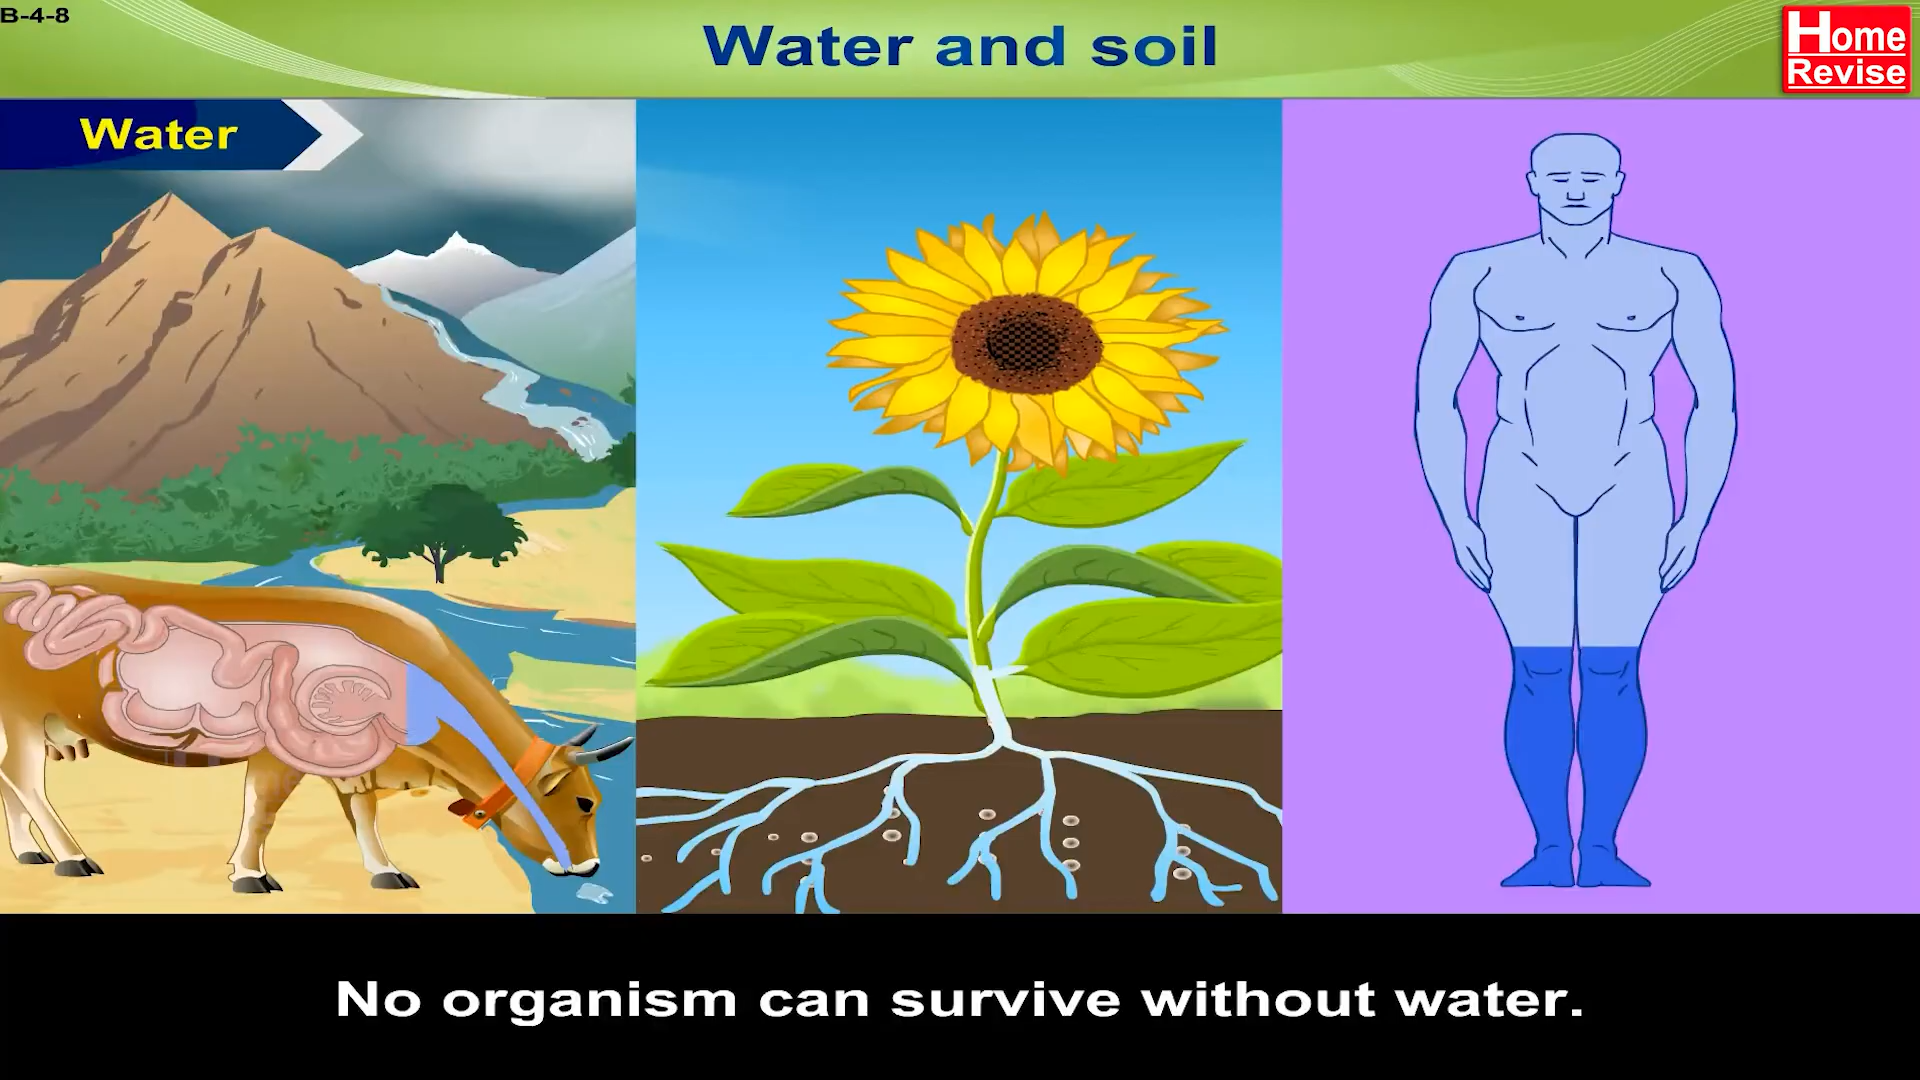 B-4-8
Water and soil
Home
Revise
Water
No organism can survive without water.